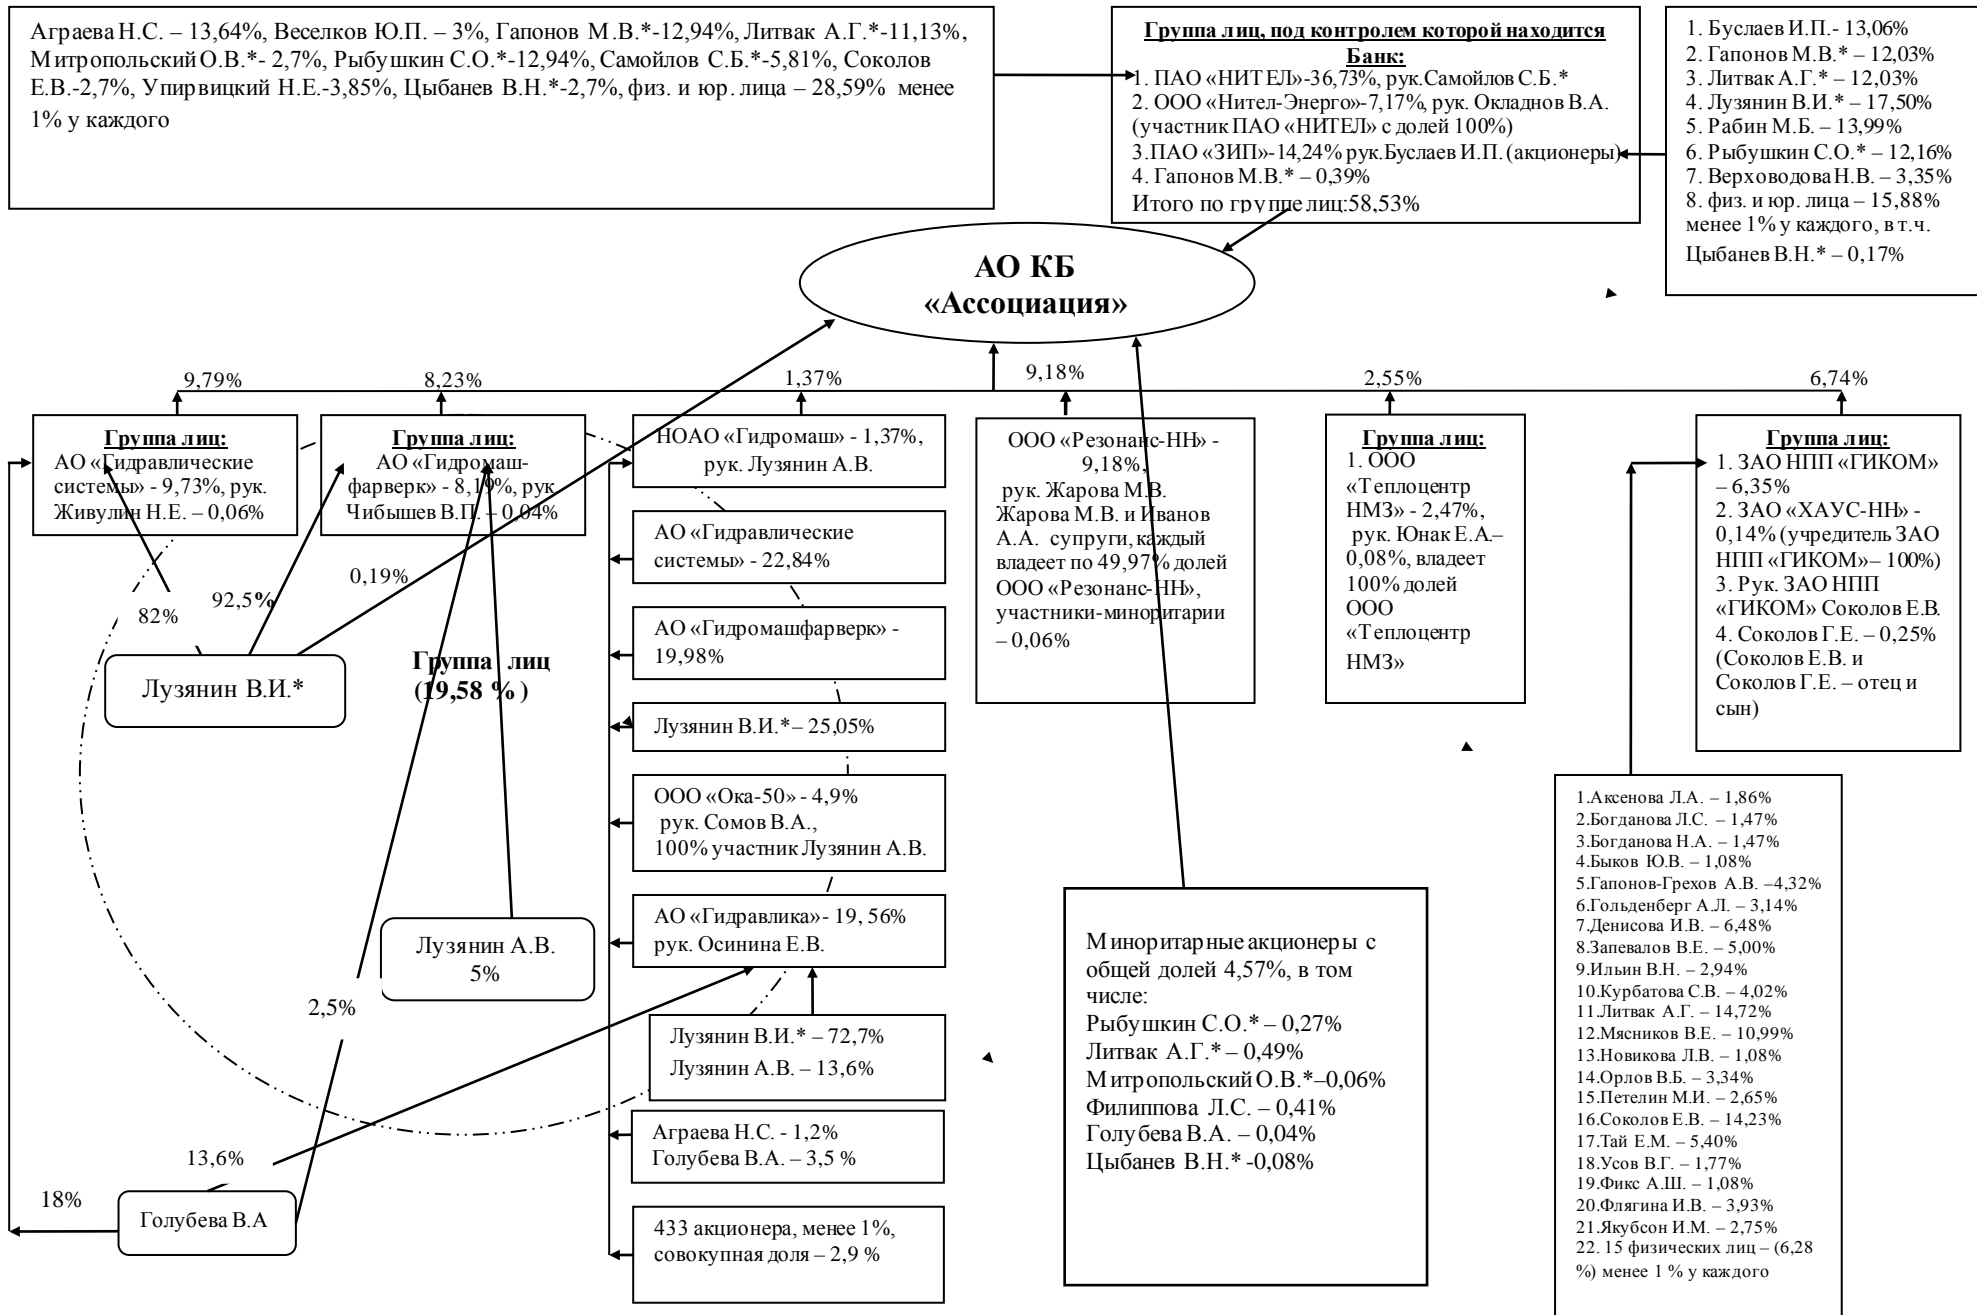 Аграева Н.С. – 13,64%, Веселков Ю.П. – 3%, Гапонов М.В.*-12,94%, Литвак А.Г.*-11,13%,
Митропольский О.В.*- 2,7%, Рыбушкин С.О.*-12,94%, Самойлов С.Б.*-5,81%, Соколов
Е.В.-2,7%, Упирвицкий Н.Е.-3,85%, Цыбанев В.Н.*-2,7%, физ. и юр. лица – 28,59% менее
1% у каждого
Группа лиц, под контролем которой находится
Банк:
1. ПАО «НИТЕЛ»-36,73%, рук.Самойлов С.Б.*
2. ООО «Нител-Энерго»-7,17%, рук. Окладнов В.А.
(участник ПАО «НИТЕЛ» с долей 100%)
3.ПАО «ЗИП»-14,24% рук.Буслаев И.П. (акционеры)
4. Гапонов М.В.* – 0,39%
Итого по группе лиц:58,53%
1. Буслаев И.П.- 13,06%
2. Гапонов М.В.* – 12,03%
3. Литвак А.Г.* – 12,03%
4. Лузянин В.И.* – 17,50%
5. Рабин М.Б. – 13,99%
6. Рыбушкин С.О.* – 12,16%
7. Верховодова Н.В. – 3,35%
8. физ. и юр. лица – 15,88%
менее 1% у каждого, в т.ч.
Цыбанев В.Н.* – 0,17%
АО КБ
«Ассоциация»
9,79%
8,23%
1,37%
9,18%
2,55%
6,74%
Группа лиц:
АО «Гидравлические
системы» - 9,73%, рук.
Живулин Н.Е. – 0,06%
Группа лиц:
АО «Гидромаш-
фарверк» - 8,19%, рук.
Чибышев В.П. – 0,04%
НОАО «Гидромаш» - 1,37%,
рук. Лузянин А.В.
АО «Гидравлические
системы» - 22,84%
АО «Гидромашфарверк» -
19,98%
Лузянин В.И.* – 25,05%
ООО «Ока-50» - 4,9%
рук. Сомов В.А.,
100% участник Лузянин А.В.
АО «Гидравлика»- 19, 56%
рук. Осинина Е.В.
Лузянин В.И.* – 72,7%
Лузянин А.В. – 13,6%
Аграева Н.С. - 1,2%
Голубева В.А. – 3,5 %
433 акционера, менее 1%,
совокупная доля – 2,9 %
ООО «Резонанс-НН» -
9,18%,
рук. Жарова М.В.
Жарова М.В. и Иванов
А.А. супруги, каждый
владеет по 49,97% долей
ООО «Резонанс-НН»,
участники-миноритарии
– 0,06%
Группа лиц:
1. ООО
«Теплоцентр
НМЗ» - 2,47%,
рук. Юнак Е.А.–
0,08%, владеет
100% долей
ООО
«Теплоцентр
НМЗ»
Группа лиц:
1. ЗАО НПП «ГИКОМ»
– 6,35%
2. ЗАО «ХАУС-НН» -
0,14% (учредитель ЗАО
НПП «ГИКОМ»– 100%)
3. Рук. ЗАО НПП
«ГИКОМ» Соколов Е.В.
4. Соколов Г.Е. – 0,25%
(Соколов Е.В. и
Соколов Г.Е. – отец и
сын)
82%
92,5%
0,19%
Лузянин В.И.*
Группа лиц
(19,58 %)
Лузянин А.В.
5%
2,5%
13,6%
18%
Голубева В.А
Миноритарные акционеры с
общей долей 4,57%, в том
числе:
Рыбушкин С.О.* – 0,27%
Литвак А.Г.* – 0,49%
Митропольский О.В.*–0,06%
Филиппова Л.С. – 0,41%
Голубева В.А. – 0,04%
Цыбанев В.Н.* -0,08%
1.Аксенова Л.А. – 1,86%
2.Богданова Л.С. – 1,47%
3.Богданова Н.А. – 1,47%
4.Быков Ю.В. – 1,08%
5.Гапонов-Грехов А.В. –4,32%
6.Гольденберг А.Л. – 3,14%
7.Денисова И.В. – 6,48%
8.Запевалов В.Е. – 5,00%
9.Ильин В.Н. – 2,94%
10.Курбатова С.В. – 4,02%
11.Литвак А.Г. – 14,72%
12.Мясников В.Е. – 10,99%
13.Новикова Л.В. – 1,08%
14.Орлов В.Б. – 3,34%
15.Петелин М.И. – 2,65%
16.Соколов Е.В. – 14,23%
17.Тай Е.М. – 5,40%
18.Усов В.Г. – 1,77%
19.Фикс А.Ш. – 1,08%
20.Флягина И.В. – 3,93%
21.Якубсон И.М. – 2,75%
22. 15 физических лиц – (6,28
%) менее 1 % у каждого